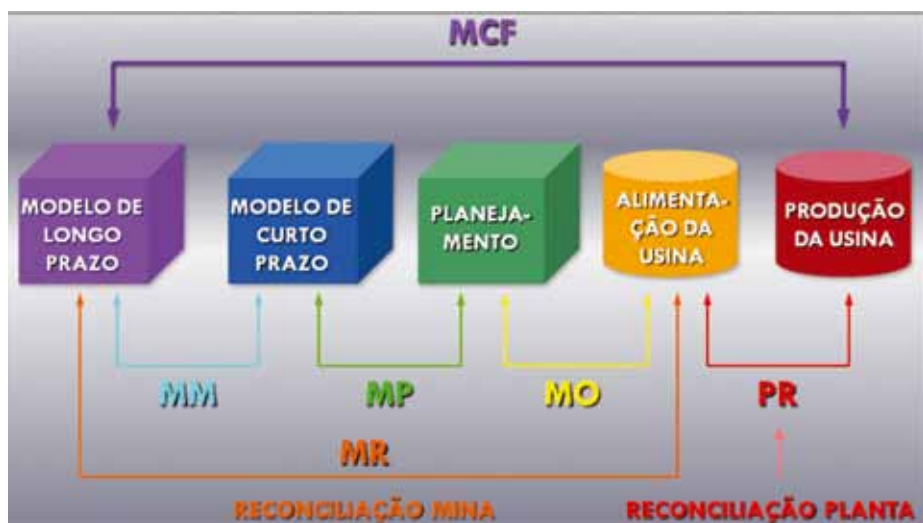 MCF
MODELO DE
LONGO
PRAZO
MODELO DE
CURTO
PRAZO
PLANEJA-
MENTO
ALIMENTA-
ÇÃO DA
USINA
PRODUÇÃO
DA USINA
MM
MP
MO
PR
MR
RECONCILIAÇÃO MINA
RECONCILIAÇÃO PLANTA